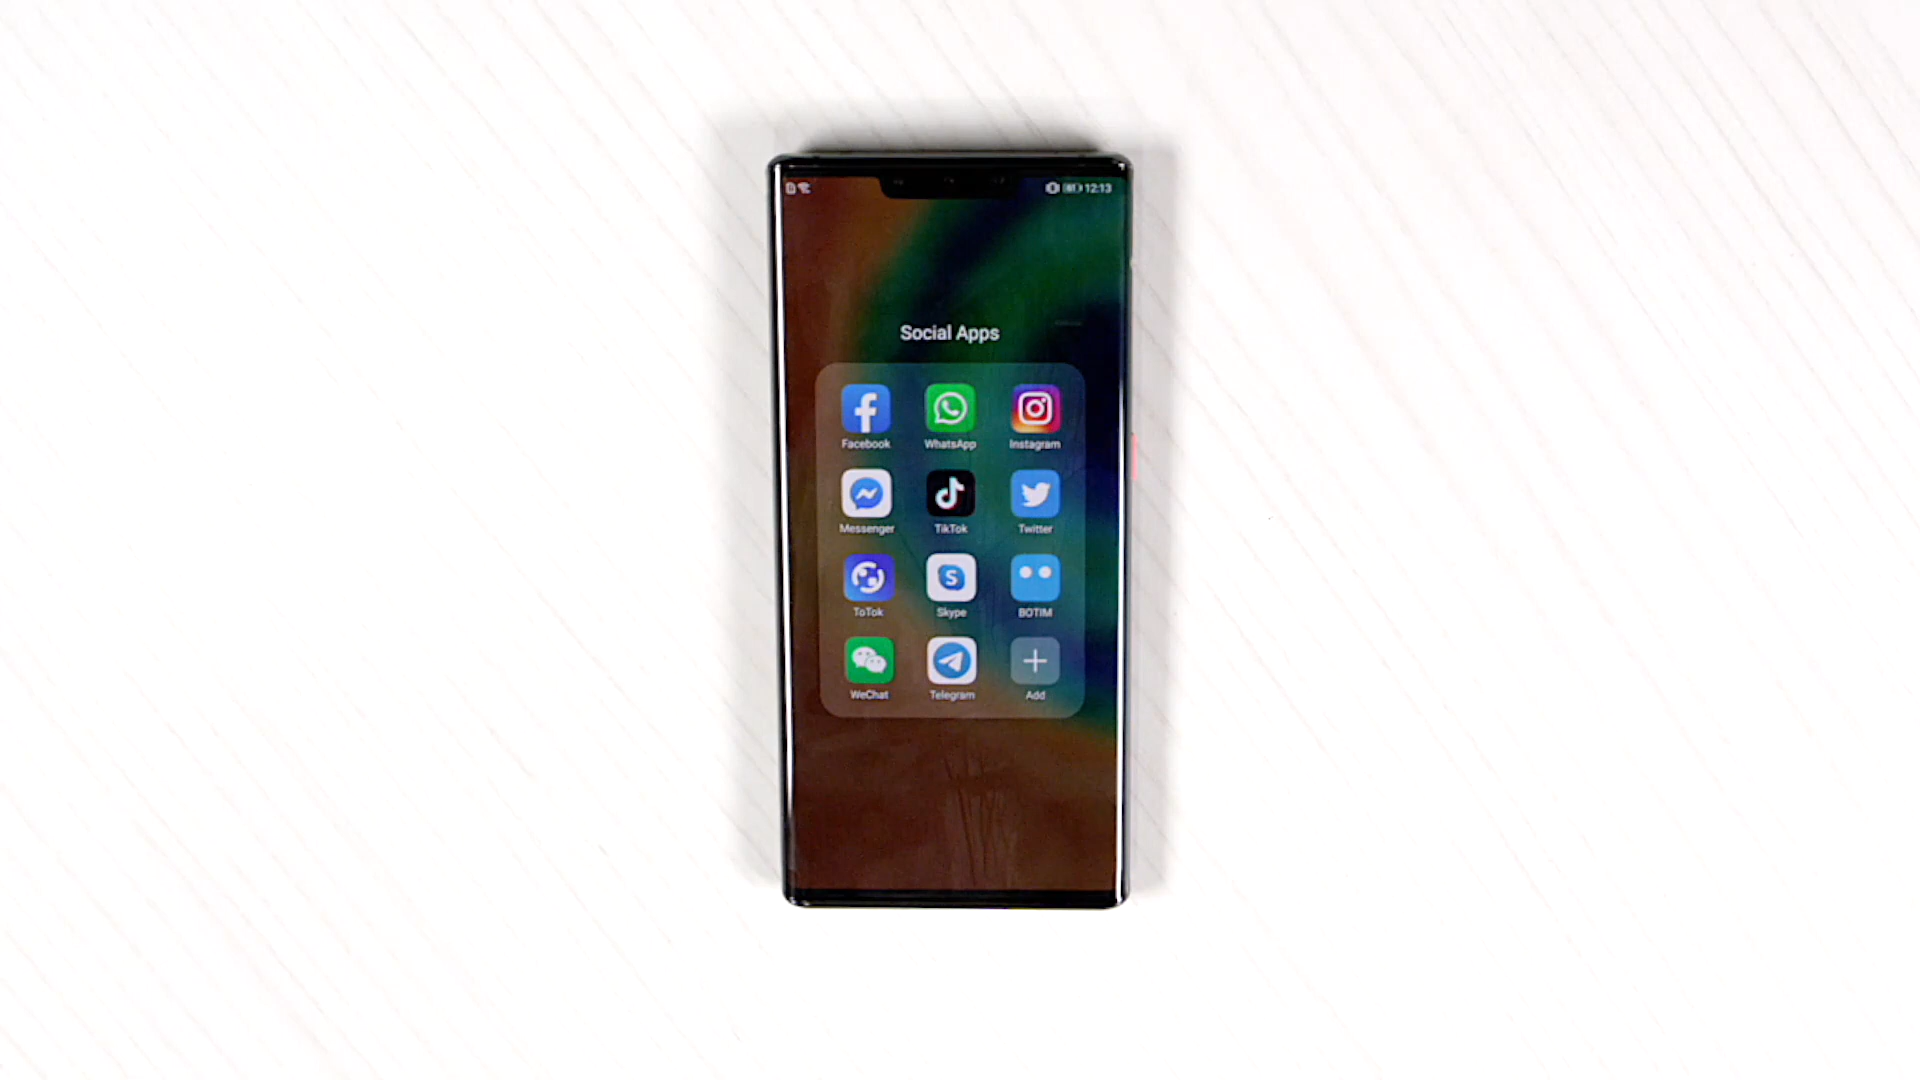 12:13
Social Apps
Facebook WhatsApp Instagram
Messenger TikTok Twitter
ToTok Skype BOTIM
WeChat Telegram Add